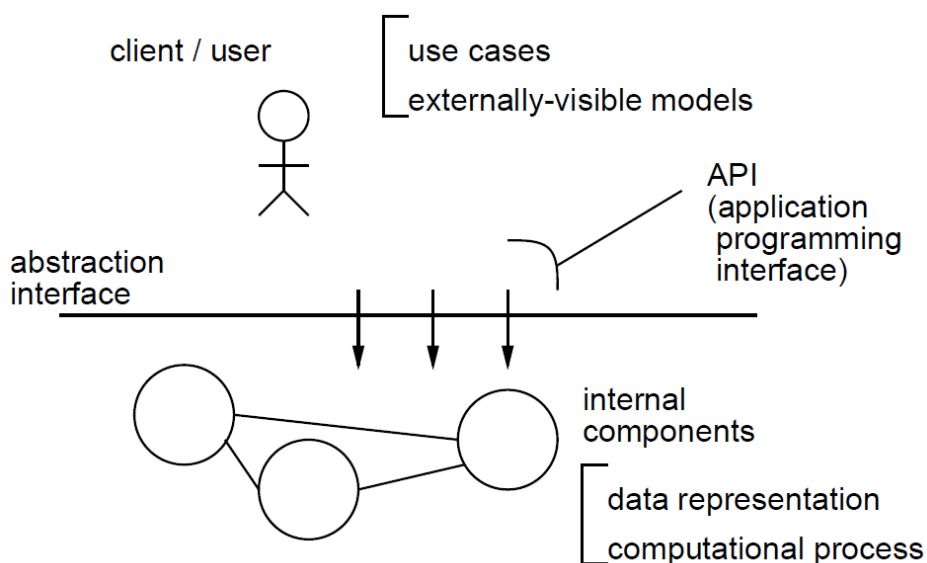 client / user
use cases
externally-visible models
API
(application
programming
interface)
abstraction
interface
internal
components
data representation
computational process